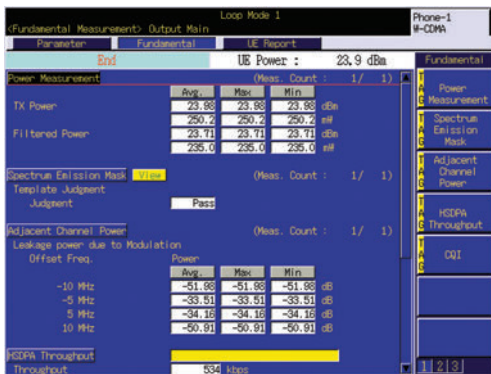 Loop Mode 1
<Fundamental Measurement> Output Main
Phone-1
W-CDMA
Parameter Fundamental UE Report
End UE Power : 23.9 dBm
Fundamental
Power Measurement (Meas. Count : 1/ 1)
Avg. Max Min
TX Power 23.98 23.98 23.98 dBm
250.2 250.2 250.2 mW
Filtered Power 23.71 23.71 23.71 dBm
235.0 235.0 235.0 mW
Spectrum Emission Mask View (Meas. Count : 1/ 1)
Template Judgment
Judgment Pass
Adjacent Channel Power (Meas. Count : 1/ 1)
Leakage power due to Modulation
Offset Freq. Power
Avg. Max Min
-10 MHz -51.98 -51.98 -51.98 dB
-5 MHz -33.51 -33.51 -33.51 dB
5 MHz -34.16 -34.16 -34.16 dB
10 MHz -50.91 -50.91 -50.91 dB
HSDPA Throughput
Throughput 534 kbps
TAG Power Measurement
TAG Spectrum Emission Mask
TAG Adjacent Channel Power
TAG HSDPA Throughput
TAG CQI
1 2 3